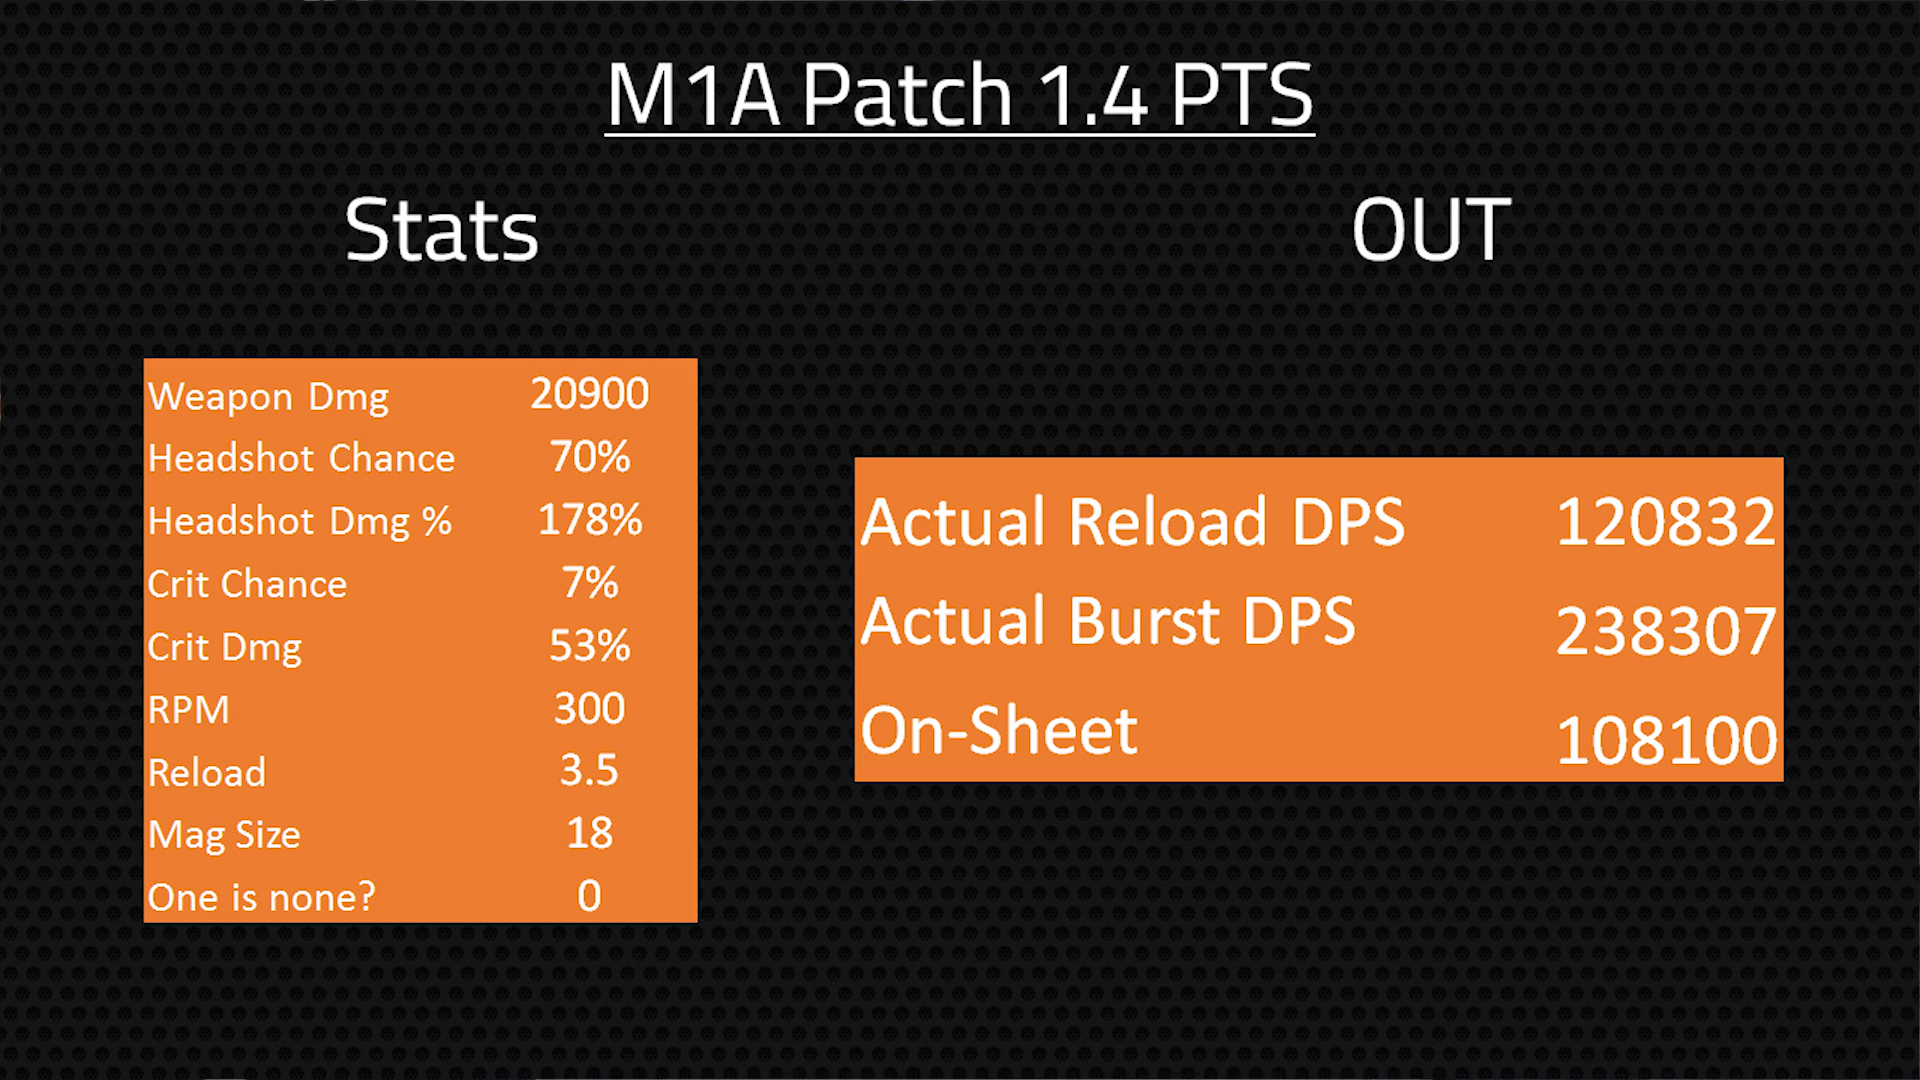 M1A Patch 1.4 PTS
Stats
Weapon Dmg 20900
Headshot Chance 70%
Headshot Dmg % 178%
Crit Chance 7%
Crit Dmg 53%
RPM 300
Reload 3.5
Mag Size 18
One is none? 0
OUT
Actual Reload DPS 120832
Actual Burst DPS 238307
On-Sheet 108100